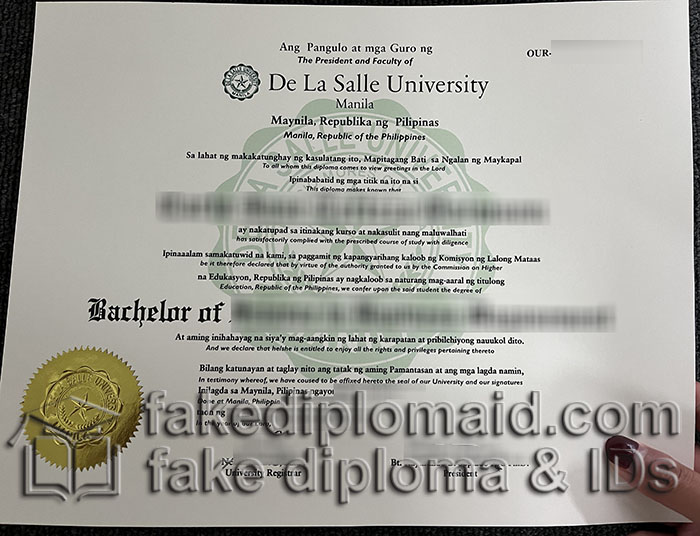 Ang Pangulo at mga Guro ng
The President and Faculty of
OUR-
De La Salle University
Manila
Maynila, Republika ng Pilipinas
Manila, Republic of the Philippines
Sa lahat ng makakatunghay ng kasulatang ito, Mapitagang Bati sa Ngalan ng Maykapal
To all whom this diploma comes to view greetings in the Lord
Ipinababatid ng mga titik na ito na si
This diploma makes known that
ay nakatupad sa itinakang kurso at nakasulit nang maluwalhati
has satisfactorily complied with the prescribed course of study with diligence
Ipinaaalam samakatuwid na kami, sa paggamit ng kapangyarihang kaloob ng Komisyon ng Lalong Mataas
be it therefore declared that by virtue of the authority granted to us by the Commission on Higher
na Edukasyon, Republika ng Pilipinas ay nagkaloob sa naturang mag-aaral ng titulong
Education, Republic of the Philippines, we confer upon the said student the degree of
Bachelor of
At aming inihahayag na siya'y mag-aangkin ng lahat ng karapatan at pribilehiyong nauukol dito.
And we declare that he/she is entitled to enjoy all the rights and privileges pertaining thereto
Bilang katunayan at taglay nito ang tatak ng aming Pamantasan at ang mga lagda namin,
In testimony whereof, we have caused to be affixed hereto the seal of our University and our signatures
Inilagda sa Maynila, Pilipinas ngayon
Done at Manila, Philippin
taon ng
fakediplomaid.com
fake diploma & IDs
University Registrar
President